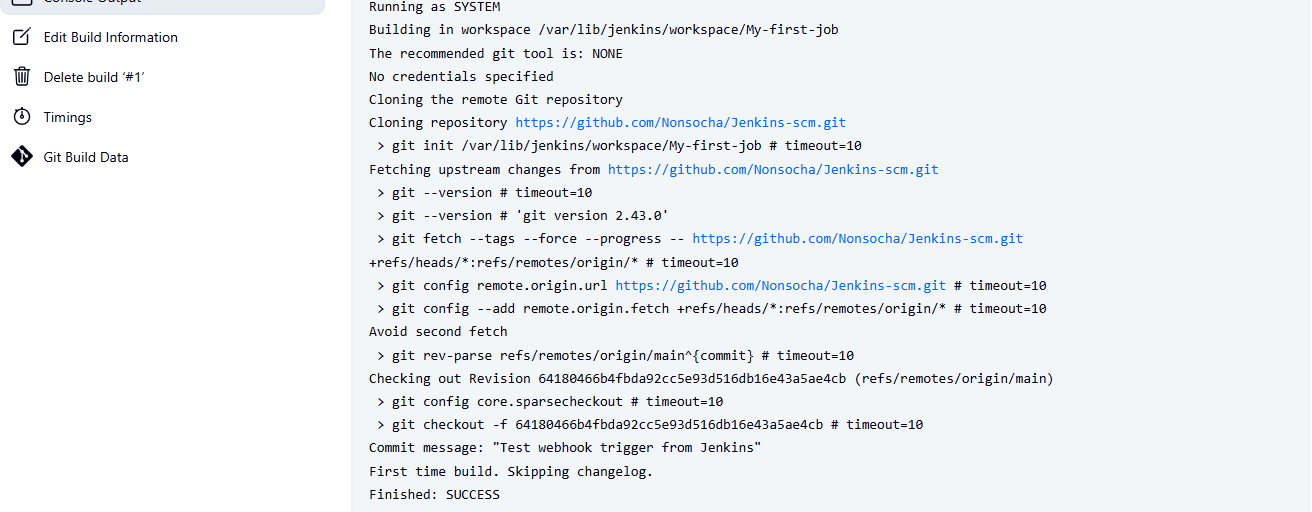 Console Output
Edit Build Information
Delete build ‘#1’
Timings
Git Build Data
Running as SYSTEM
Building in workspace /var/lib/jenkins/workspace/My-first-job
The recommended git tool is: NONE
No credentials specified
Cloning the remote Git repository
Cloning repository https://github.com/Nonsocha/Jenkins-scm.git
 > git init /var/lib/jenkins/workspace/My-first-job # timeout=10
Fetching upstream changes from https://github.com/Nonsocha/Jenkins-scm.git
 > git --version # timeout=10
 > git --version # 'git version 2.43.0'
 > git fetch --tags --force --progress -- https://github.com/Nonsocha/Jenkins-scm.git
+refs/heads/*:refs/remotes/origin/* # timeout=10
 > git config remote.origin.url https://github.com/Nonsocha/Jenkins-scm.git # timeout=10
 > git config --add remote.origin.fetch +refs/heads/*:refs/remotes/origin/* # timeout=10
Avoid second fetch
 > git rev-parse refs/remotes/origin/main^{commit} # timeout=10
Checking out Revision 64180466b4fbda92cc5e93d516db16e43a5ae4cb (refs/remotes/origin/main)
 > git config core.sparsecheckout # timeout=10
 > git checkout -f 64180466b4fbda92cc5e93d516db16e43a5ae4cb # timeout=10
Commit message: "Test webhook trigger from Jenkins"
First time build. Skipping changelog.
Finished: SUCCESS